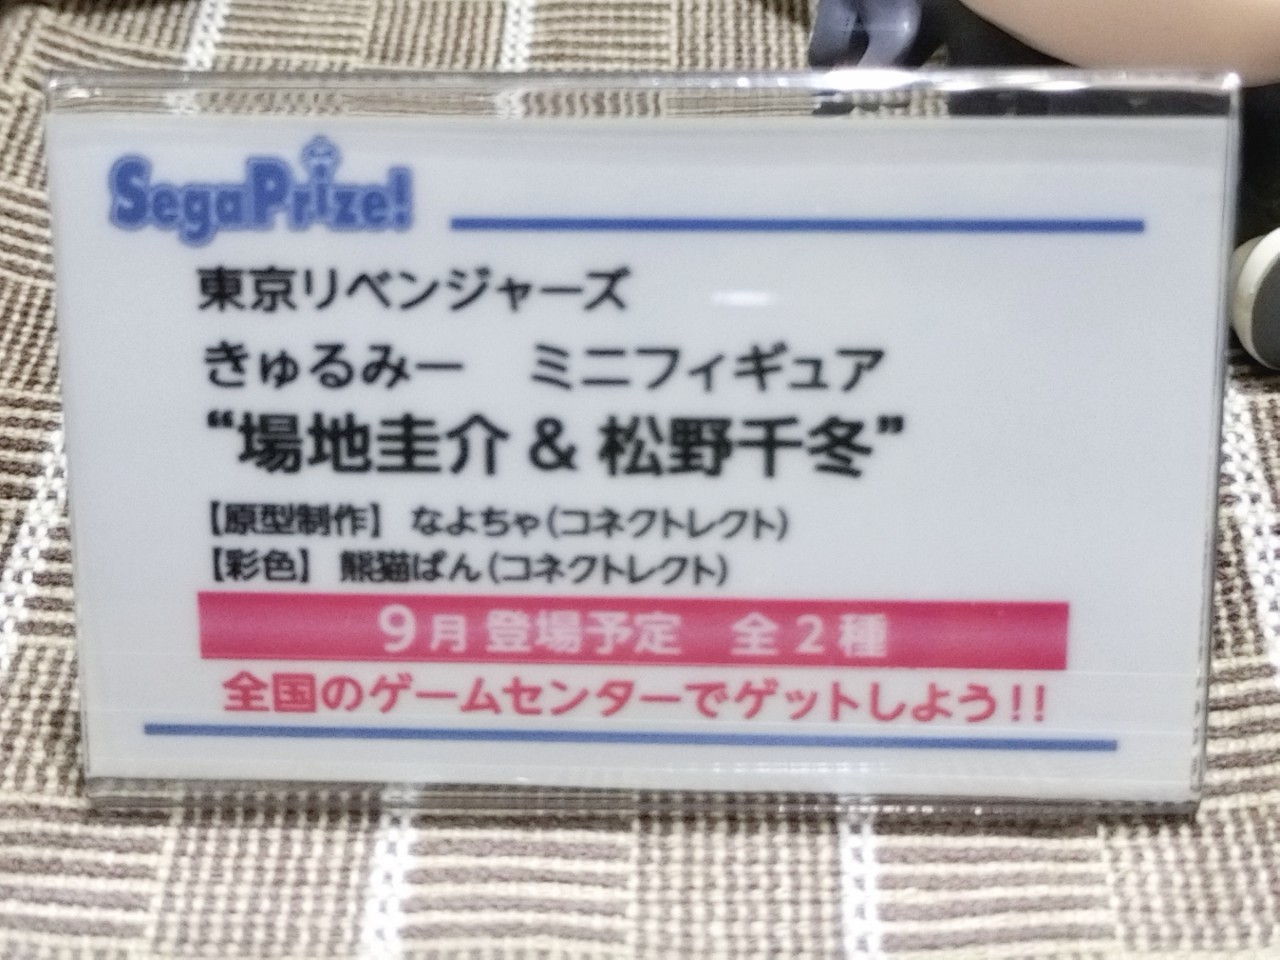 SegaPrize!
東京リベンジャーズ
きゅるみー　ミニフィギュア
“場地圭介 & 松野千冬”
【原型制作】 なよちゃ(コネクトレクト)
【彩色】 熊猫ぱん(コネクトレクト)
9月 登場予定　全2種
全国のゲームセンターでゲットしよう!!